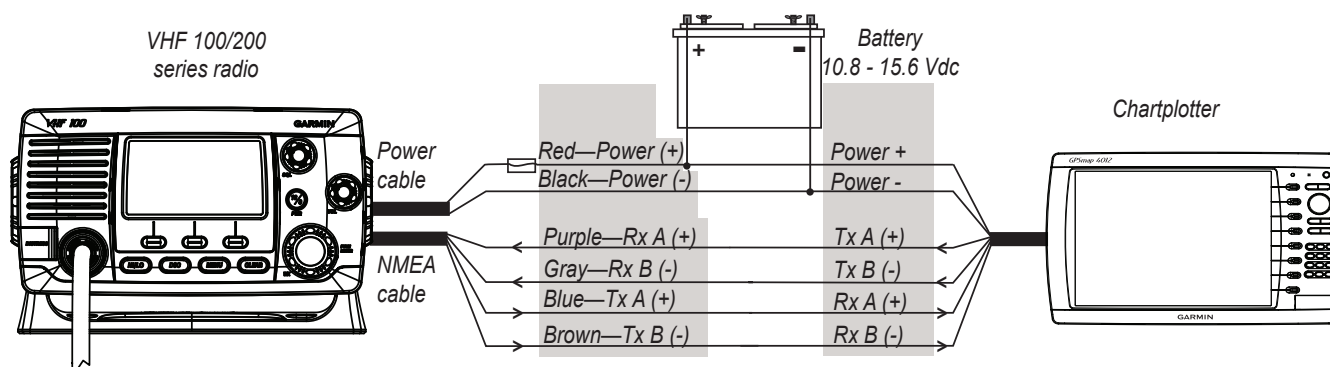 VHF 100/200
series radio
+
-
Battery
10.8 - 15.6 Vdc
Chartplotter
VHF 100
GARMIN
Power
cable
Red—Power (+)
Power +
Black—Power (-)
Power -
GPSmap 4012
Purple—Rx A (+)
Tx A (+)
Gray—Rx B (-)
Tx B (-)
NMEA
cable
Blue—Tx A (+)
Rx A (+)
Brown—Tx B (-)
Rx B (-)
GARMIN